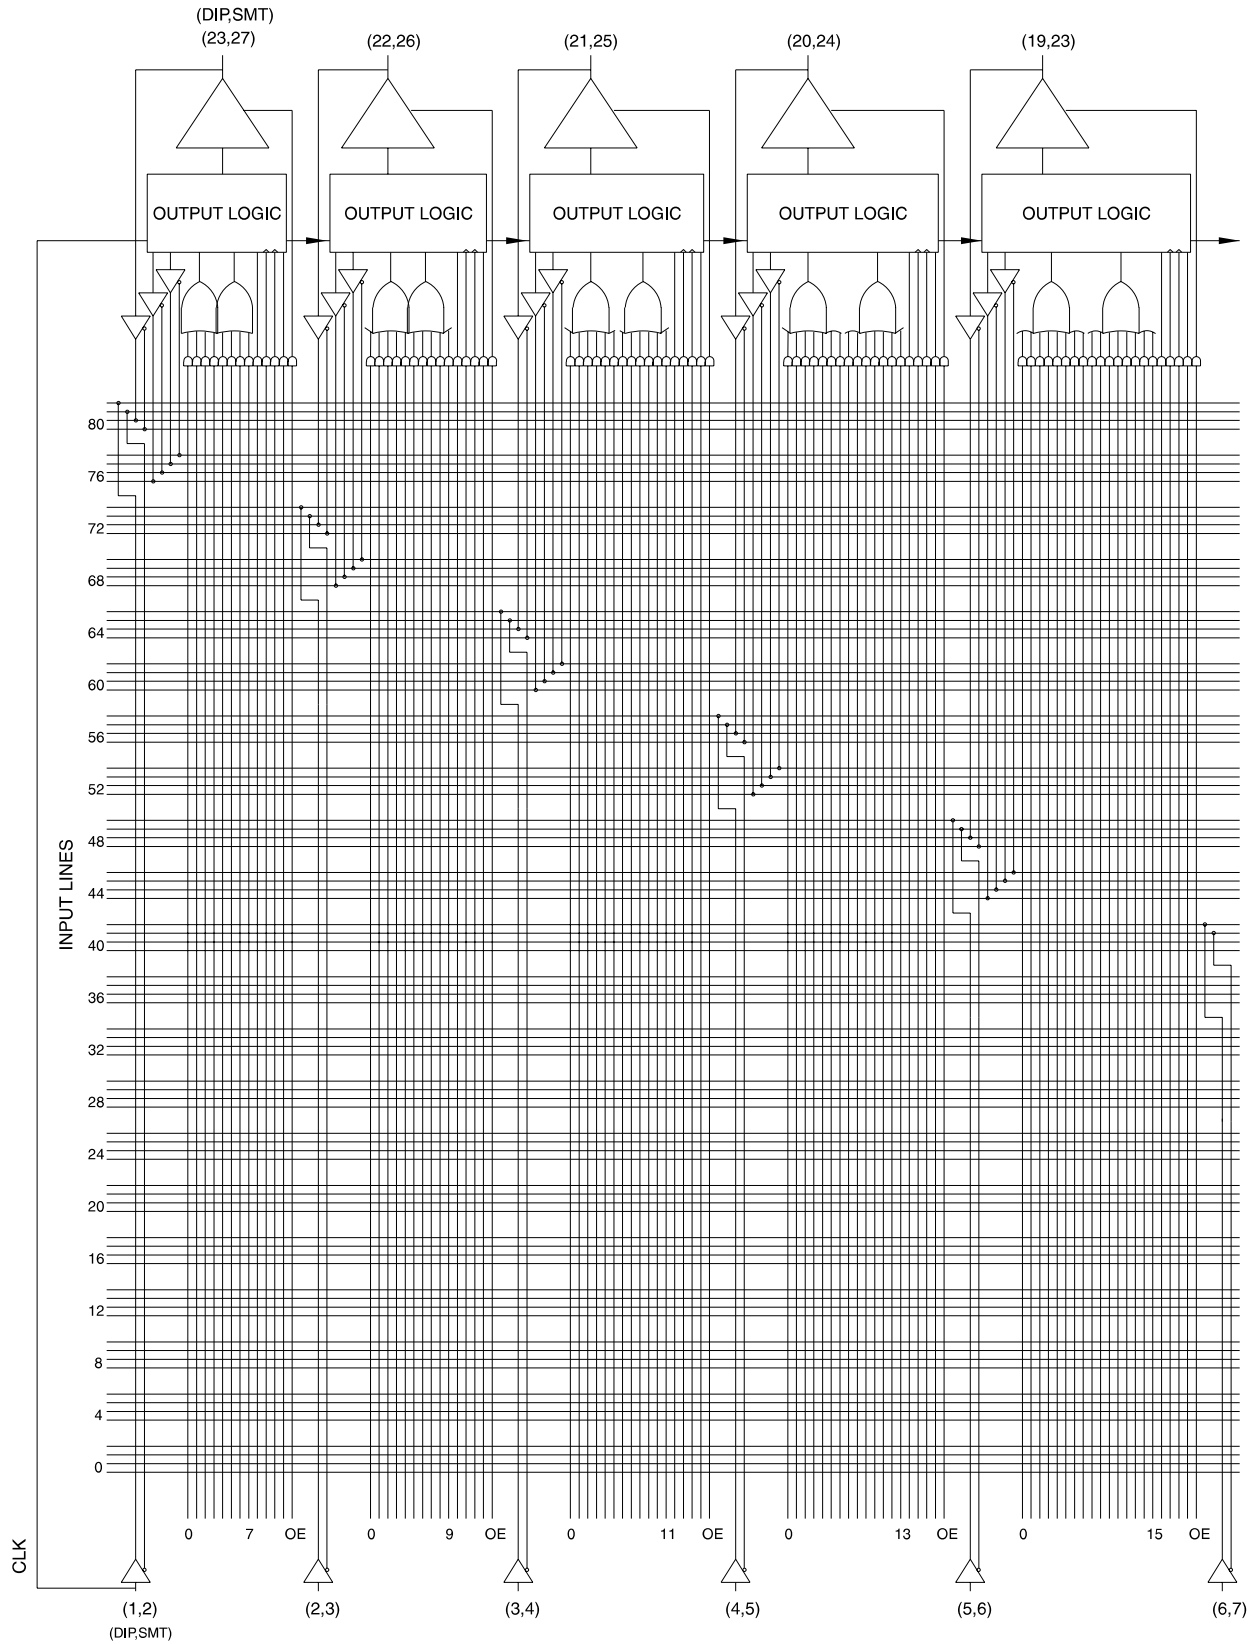 (DIP,SMT)
(23,27) (22,26) (21,25) (20,24) (19,23)
OUTPUT LOGIC OUTPUT LOGIC OUTPUT LOGIC OUTPUT LOGIC OUTPUT LOGIC
80
76
72
68
64
60
56
52
48
44
INPUT LINES
40
36
32
28
24
20
16
12
8
4
0
0 7 OE 0 9 OE 0 11 OE 0 13 OE 0 15 OE
CLK
(1,2) (2,3) (3,4) (4,5) (5,6) (6,7)
(DIP,SMT)